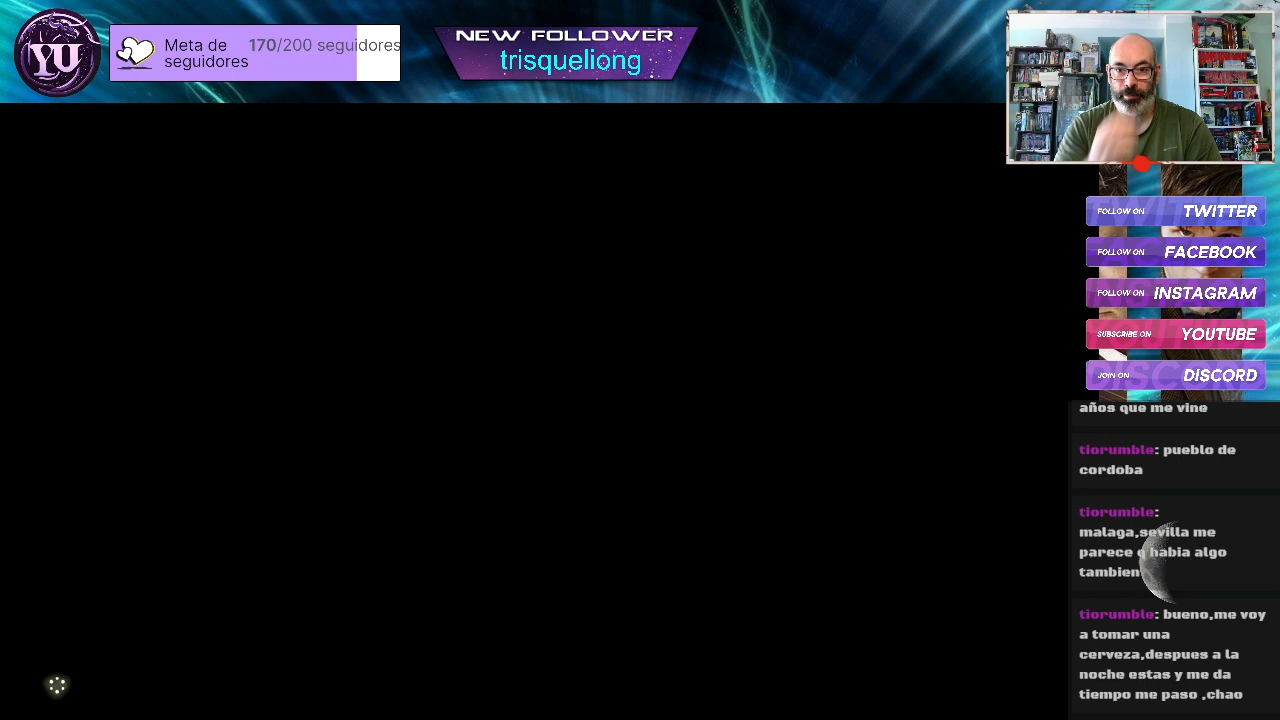 YU
Meta de seguidores
170/200 seguidores
NEW FOLLOWER
trisqueliong
FOLLOW ON TWITTER
FOLLOW ON FACEBOOK
FOLLOW ON INSTAGRAM
SUBSCRIBE ON YOUTUBE
JOIN ON DISCORD
años que me vine
tiorumble: pueblo de
cordoba
tiorumble:
malaga,sevilla me
parece q habia algo
tambien
tiorumble: bueno,me voy
a tomar una
cerveza,despues a la
noche estas y me da
tiempo me paso ,chao